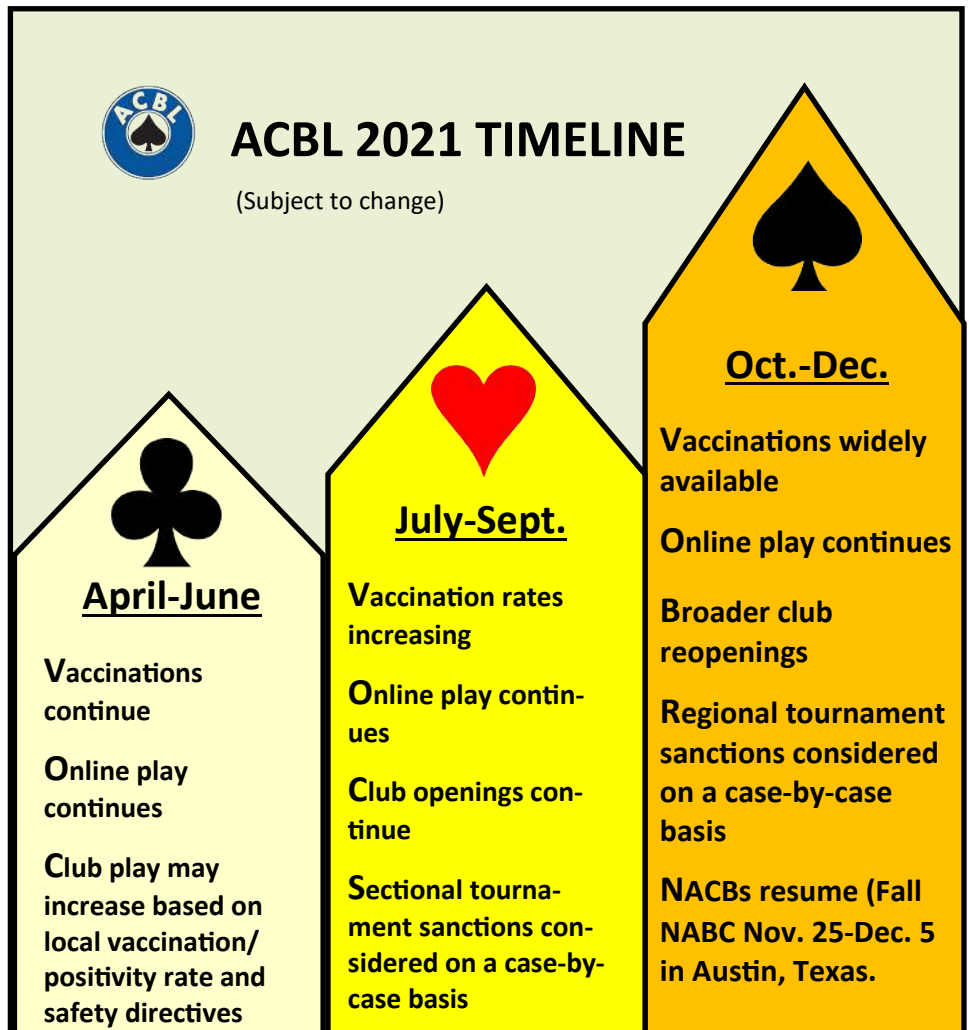 ACBL
ACBL 2021 TIMELINE
(Subject to change)
April-June
Vaccinations
continue
Online play
continues
Club play may
increase based on
local vaccination/
positivity rate and
safety directives
July-Sept.
Vaccination rates
increasing
Online play contin-
ues
Club openings con-
tinue
Sectional tourna-
ment sanctions con-
sidered on a case-by-
case basis
Oct.-Dec.
Vaccinations widely
available
Online play continues
Broader club
reopenings
Regional tournament
sanctions considered
on a case-by-case
basis
NACBs resume (Fall
NABC Nov. 25-Dec. 5
in Austin, Texas.